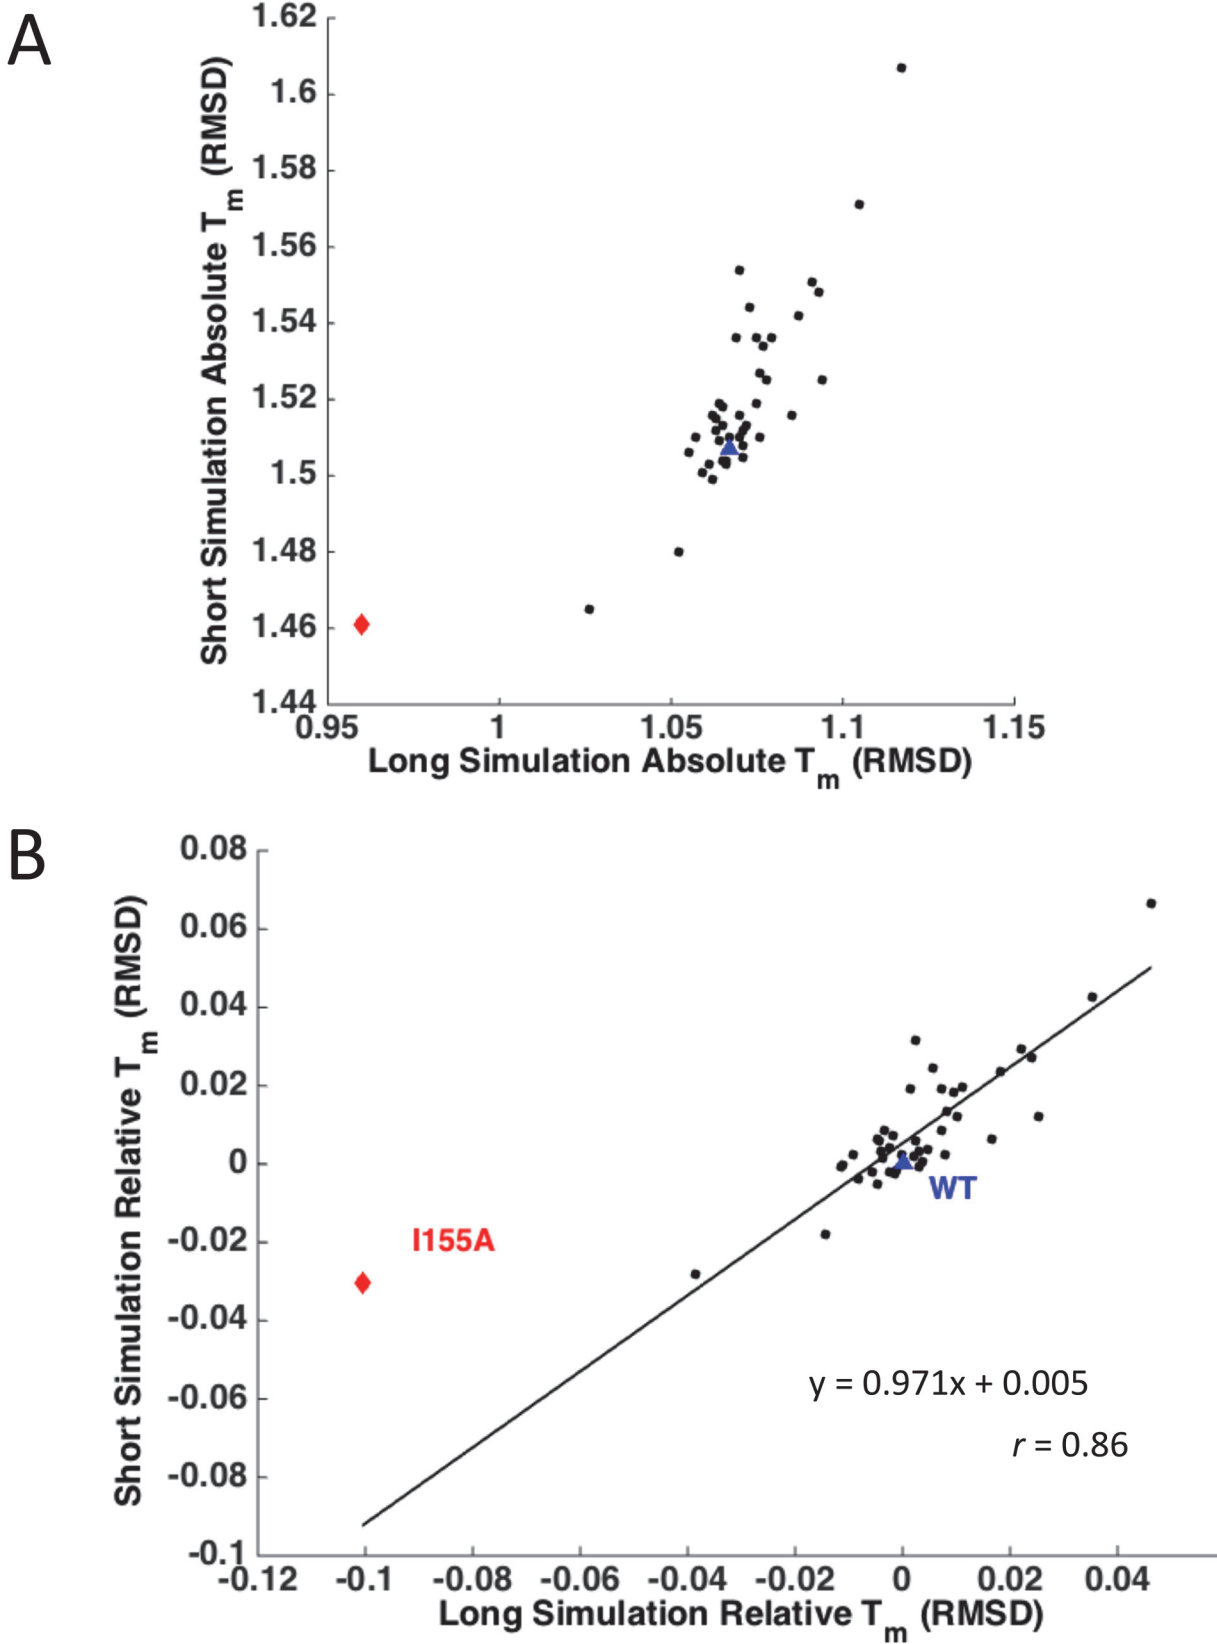 A
Short Simulation Absolute Tm (RMSD)
1.62
1.6
1.58
1.56
1.54
1.52
1.5
1.48
1.46
1.44
0.95 1 1.05 1.1 1.15
Long Simulation Absolute Tm (RMSD)
B
Short Simulation Relative Tm (RMSD)
0.08
0.06
0.04
0.02
0
-0.02
-0.04
-0.06
-0.08
-0.1
WT
I155A
y = 0.971x + 0.005
r = 0.86
-0.12 -0.1 -0.08 -0.06 -0.04 -0.02 0 0.02 0.04
Long Simulation Relative Tm (RMSD)